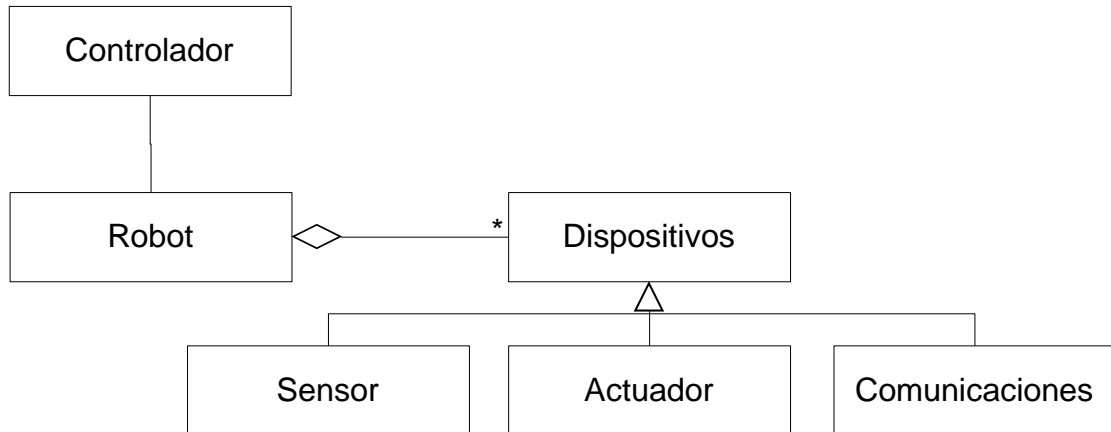 Controlador
Robot
*
Dispositivos
Sensor
Actuador
Comunicaciones